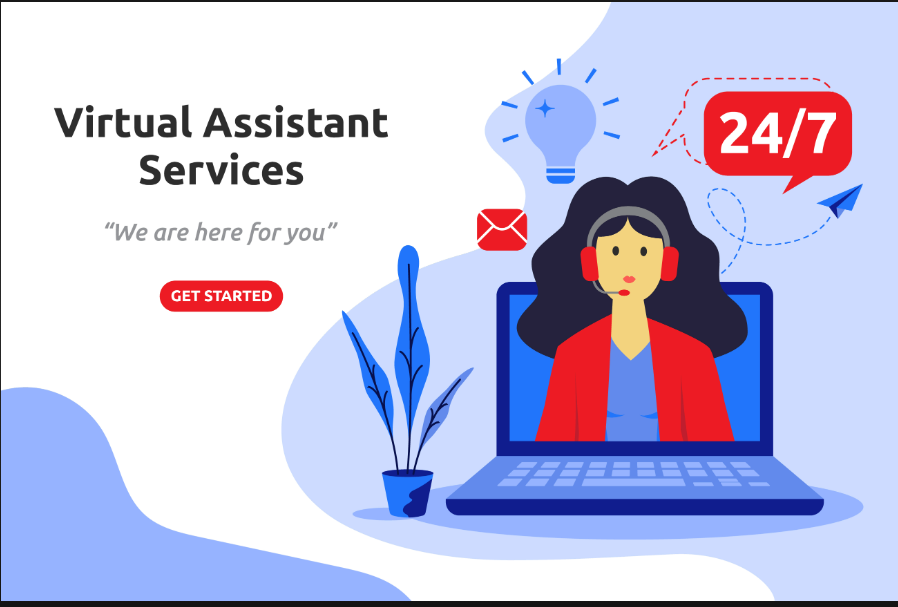 Virtual Assistant
Services
“We are here for you”
GET STARTED
24/7